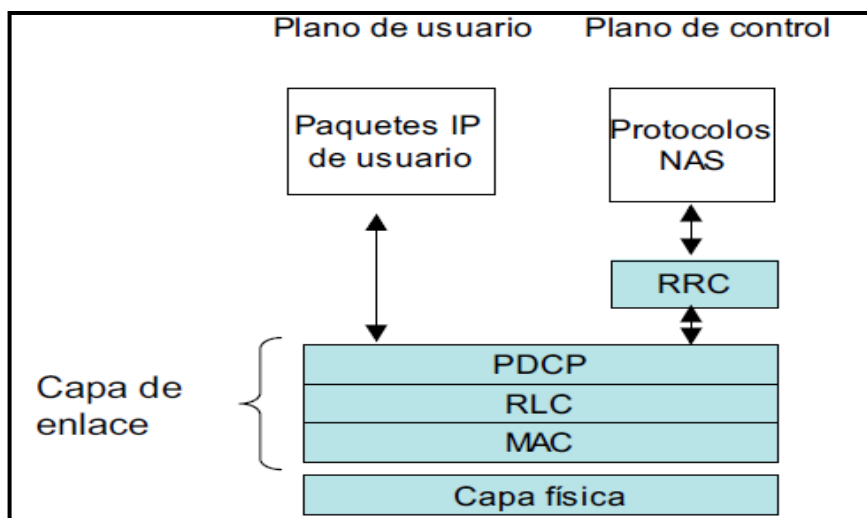 Plano de usuario
Plano de control
Paquetes IP
de usuario
Protocolos
NAS
RRC
Capa de
enlace
PDCP
RLC
MAC
Capa física